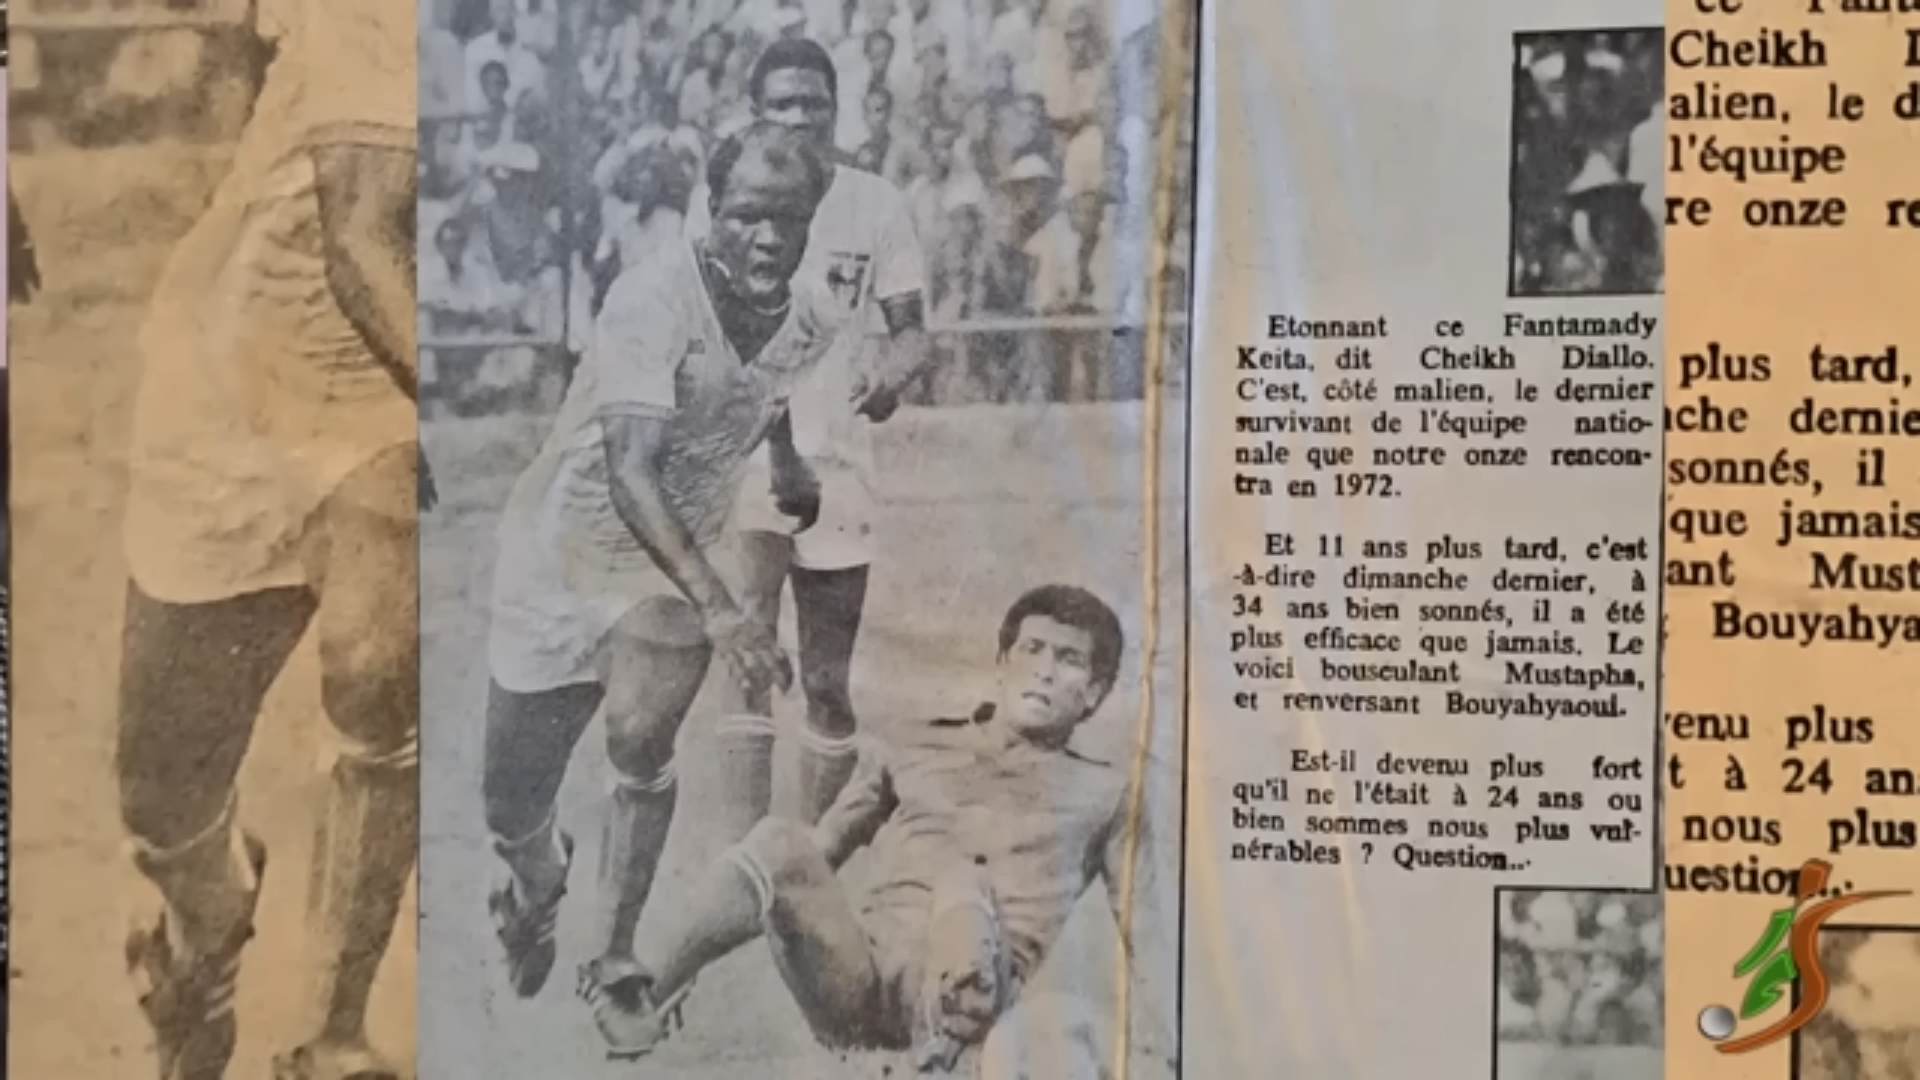 Etonnant ce Fantamady
Keita, dit Cheikh Diallo.
C'est, côté malien, le dernier
survivant de l'équipe natio-
nale que notre onze rencon-
tra en 1972.
Et 11 ans plus tard, c'est
-à-dire dimanche dernier, à
34 ans bien sonnés, il a été
plus efficace que jamais. Le
voici bousculant Mustapha,
et renversant Bouyahyaoui.
Est-il devenu plus fort
qu'il ne l'était à 24 ans ou
bien sommes nous plus vul-
nérables ? Question...
Cheikh
alien, le d
l'équipe
re onze re
plus tard,
che dernie
sonnés, il
que jamais
ant Must
Bouyahya
enu plus
t à 24 an
nous plus
uestion...